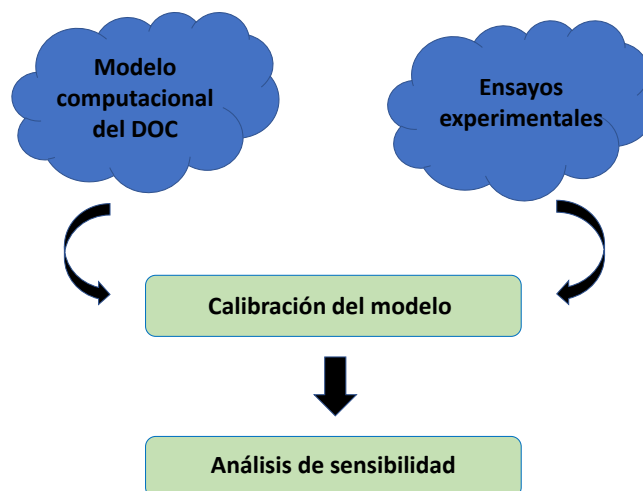 Modelo
computacional
del DOC
Ensayos
experimentales
Calibración del modelo
Análisis de sensibilidad